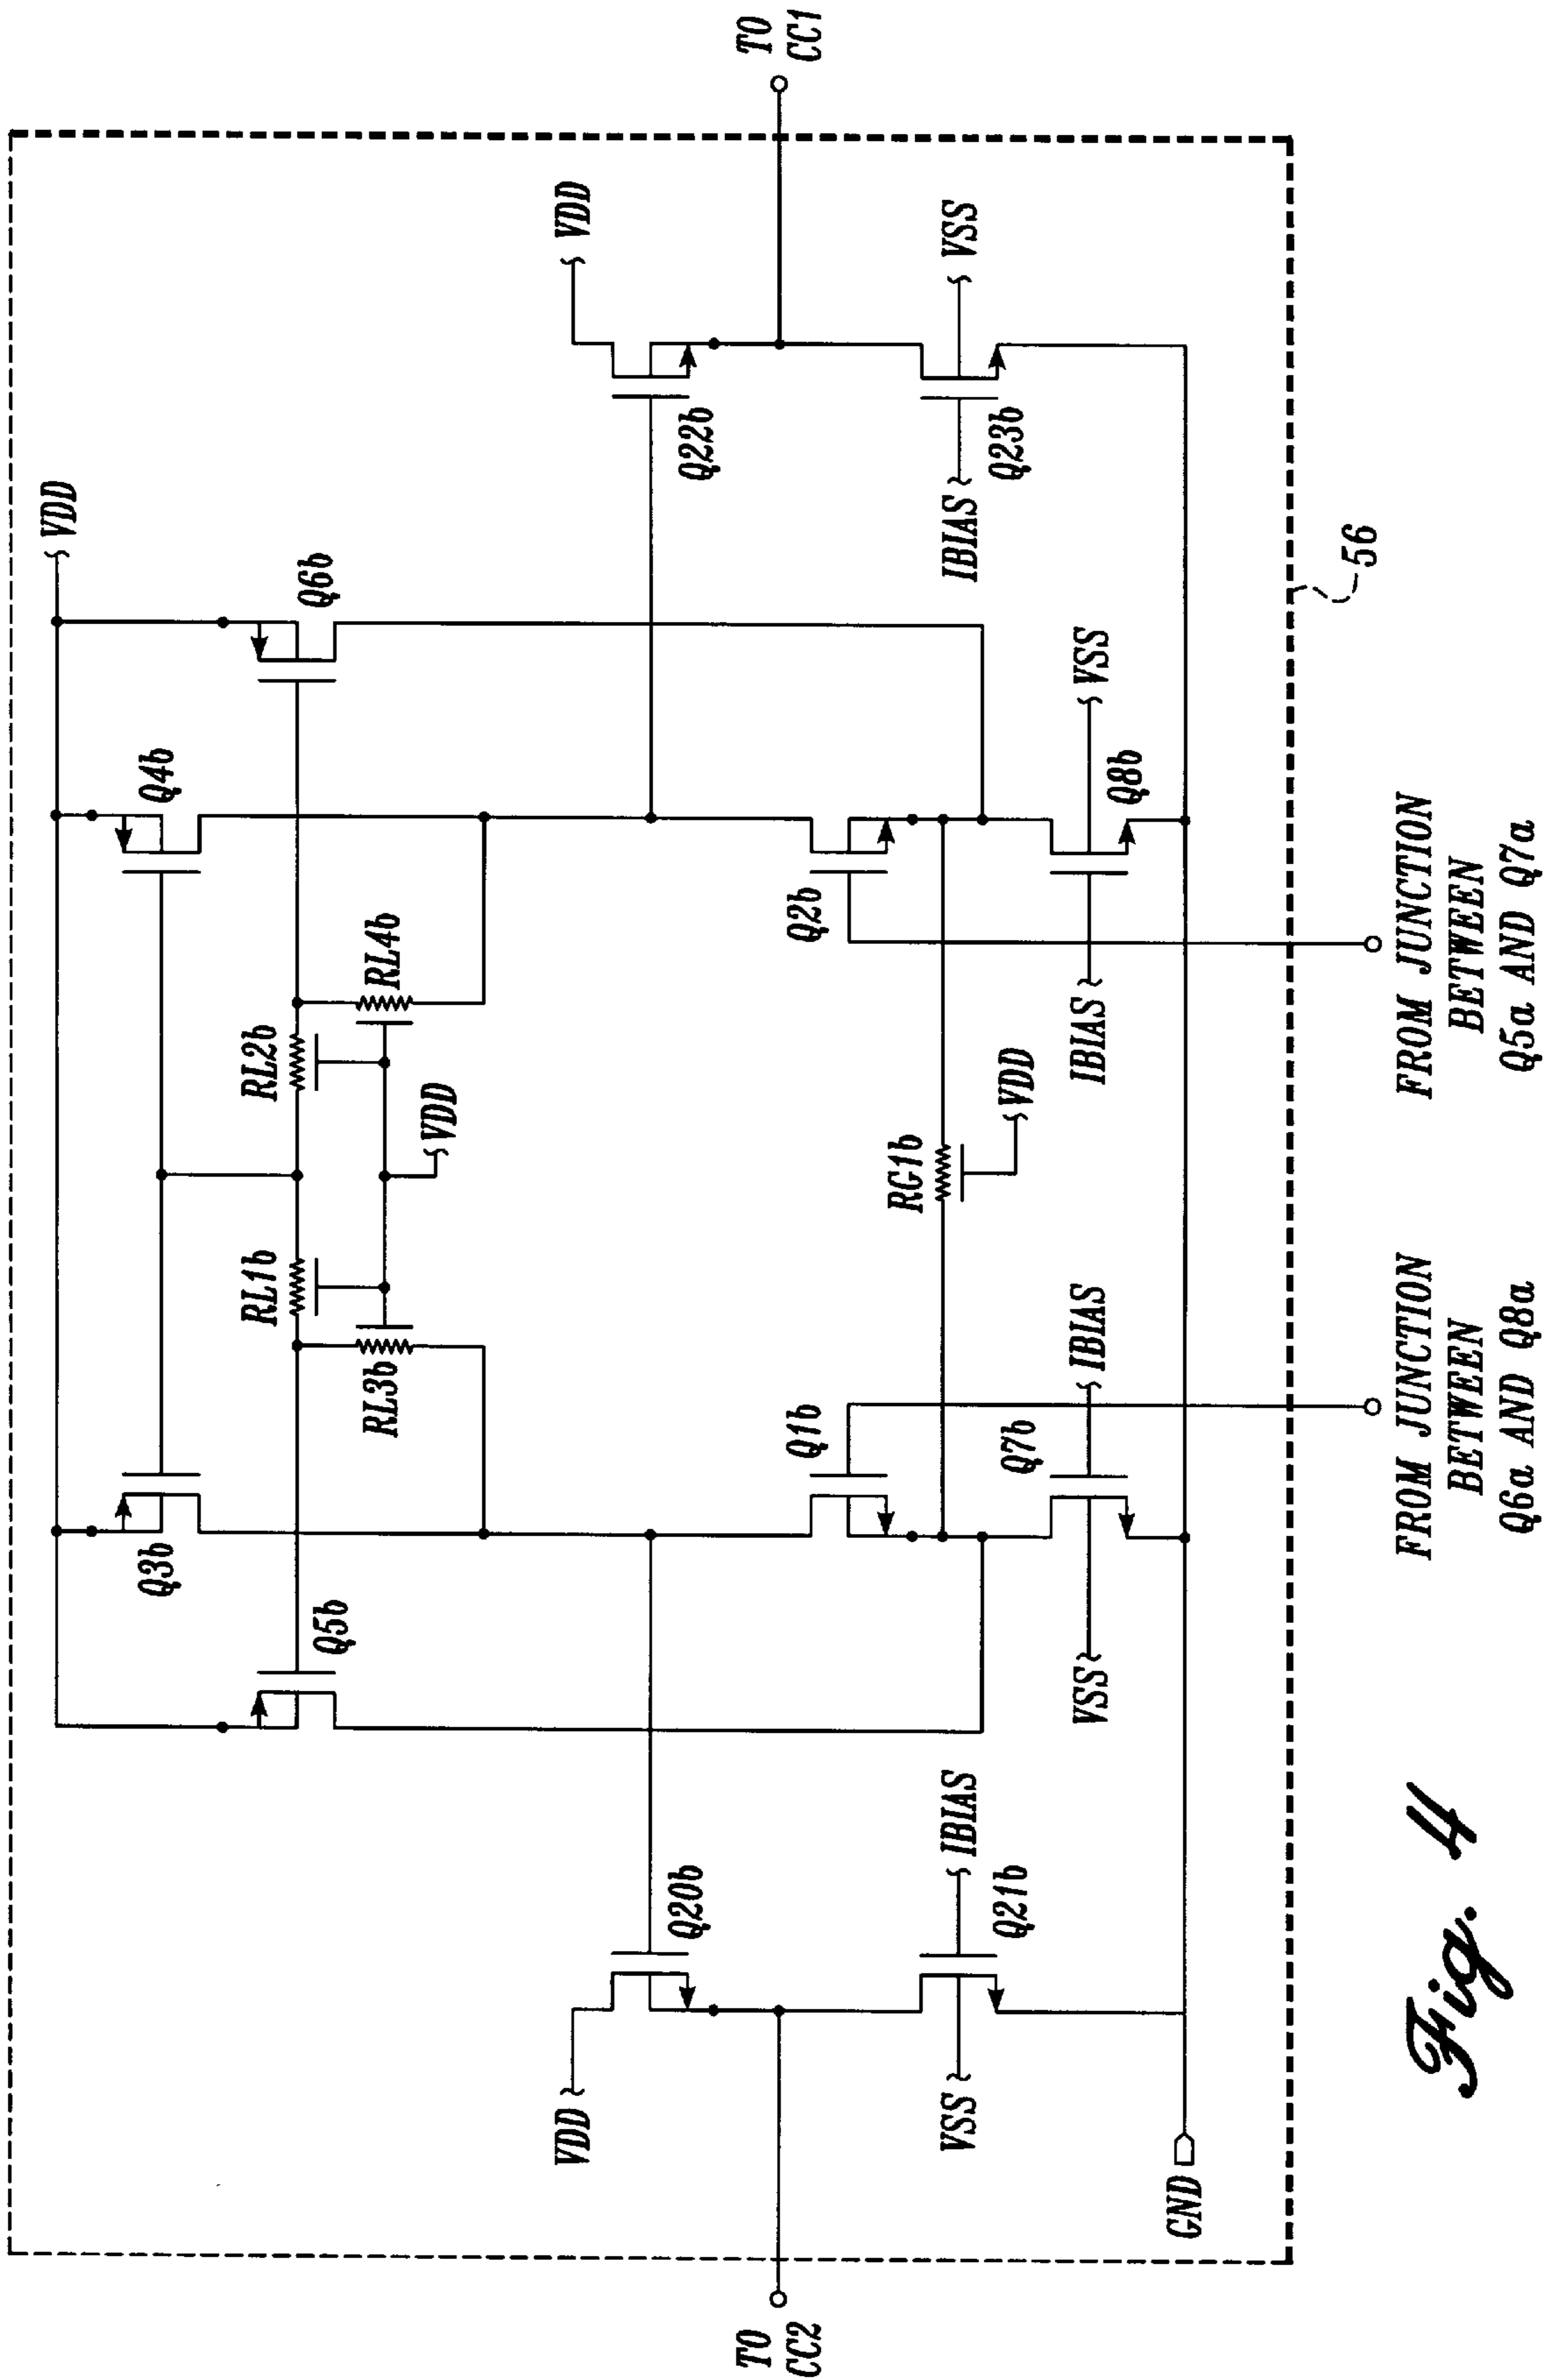 VDD
Q3b
Q4b
Q5b
Q6b
RL1b
RL2b
RL3b
RL4b
VDD
VDD
VDD
Q20b
Q22b
TO
CC2
TO
CC1
Q1b
Q2b
RG1b
VDD
VSS
IBIAS
Q21b
IBIAS
VSS
Q23b
Q7b
Q8b
VSS
IBIAS
IBIAS
VSS
GND
56
FROM JUNCTION
BETWEEN
Q6a AND Q8a
FROM JUNCTION
BETWEEN
Q5a AND Q7a
Fig. 4